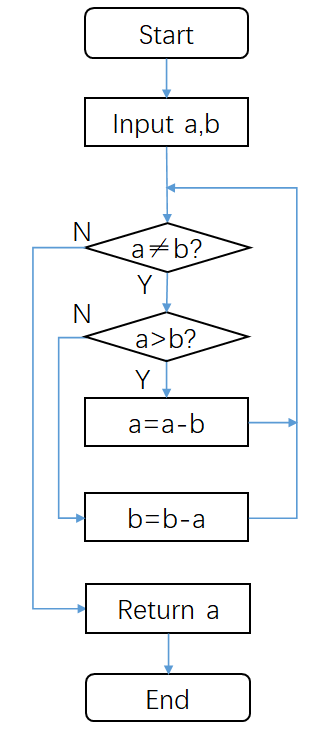 Start
Input a,b
N
a≠b?
Y
N
a>b?
Y
a=a-b
b=b-a
Return a
End